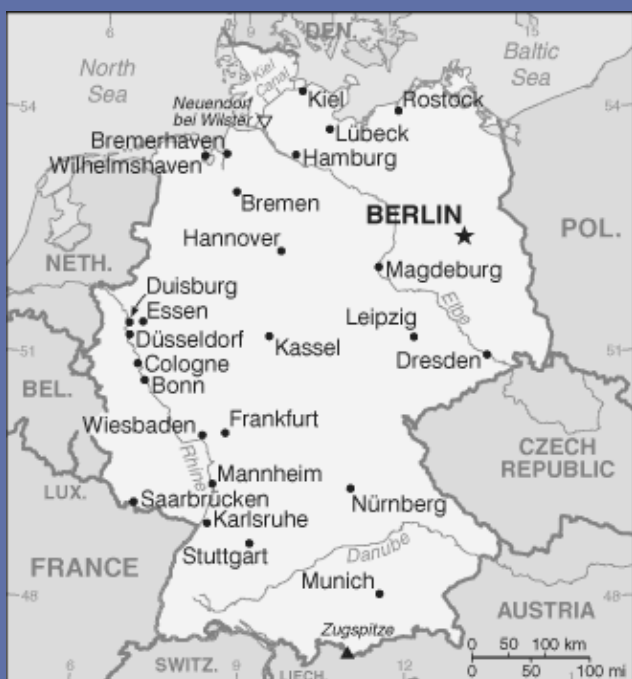 6
9
DEN.
15
North
Sea
Baltic
Sea
Kiel
Canal
54
54
Kiel
Rostock
Neuendorf
bei Wilster
Lübeck
Bremerhaven
Wilhelmshaven
Hamburg
Bremen
BERLIN
POL.
Hannover
NETH.
Magdeburg
Duisburg
Essen
Elbe
Leipzig
Düsseldorf
Kassel
51
Dresden
51
Cologne
BEL.
Bonn
Wiesbaden
Frankfurt
CZECH
REPUBLIC
Rhine
Mannheim
LUX.
Saarbrücken
Nürnberg
Karlsruhe
Stuttgart
Danube
FRANCE
Munich
48
48
AUSTRIA
Zugspitze
0 50 100 km
0 50 100 mi
6
SWITZ.
9
LIECH.
12